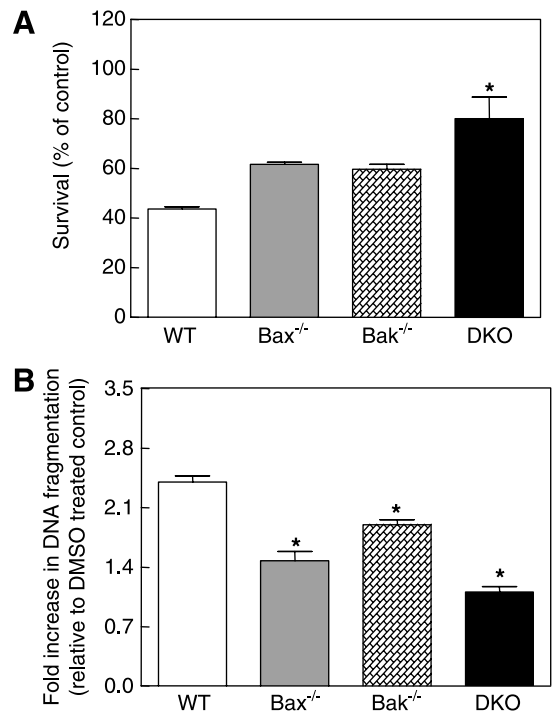 A
Survival (% of control)
120
100
80
60
40
20
0
*
WT Bax-/- Bak-/- DKO
B
Fold increase in DNA fragmentation
(relative to DMSO treated control)
3.5
2.8
2.1
1.4
0.7
0.0
* * *
WT Bax-/- Bak-/- DKO